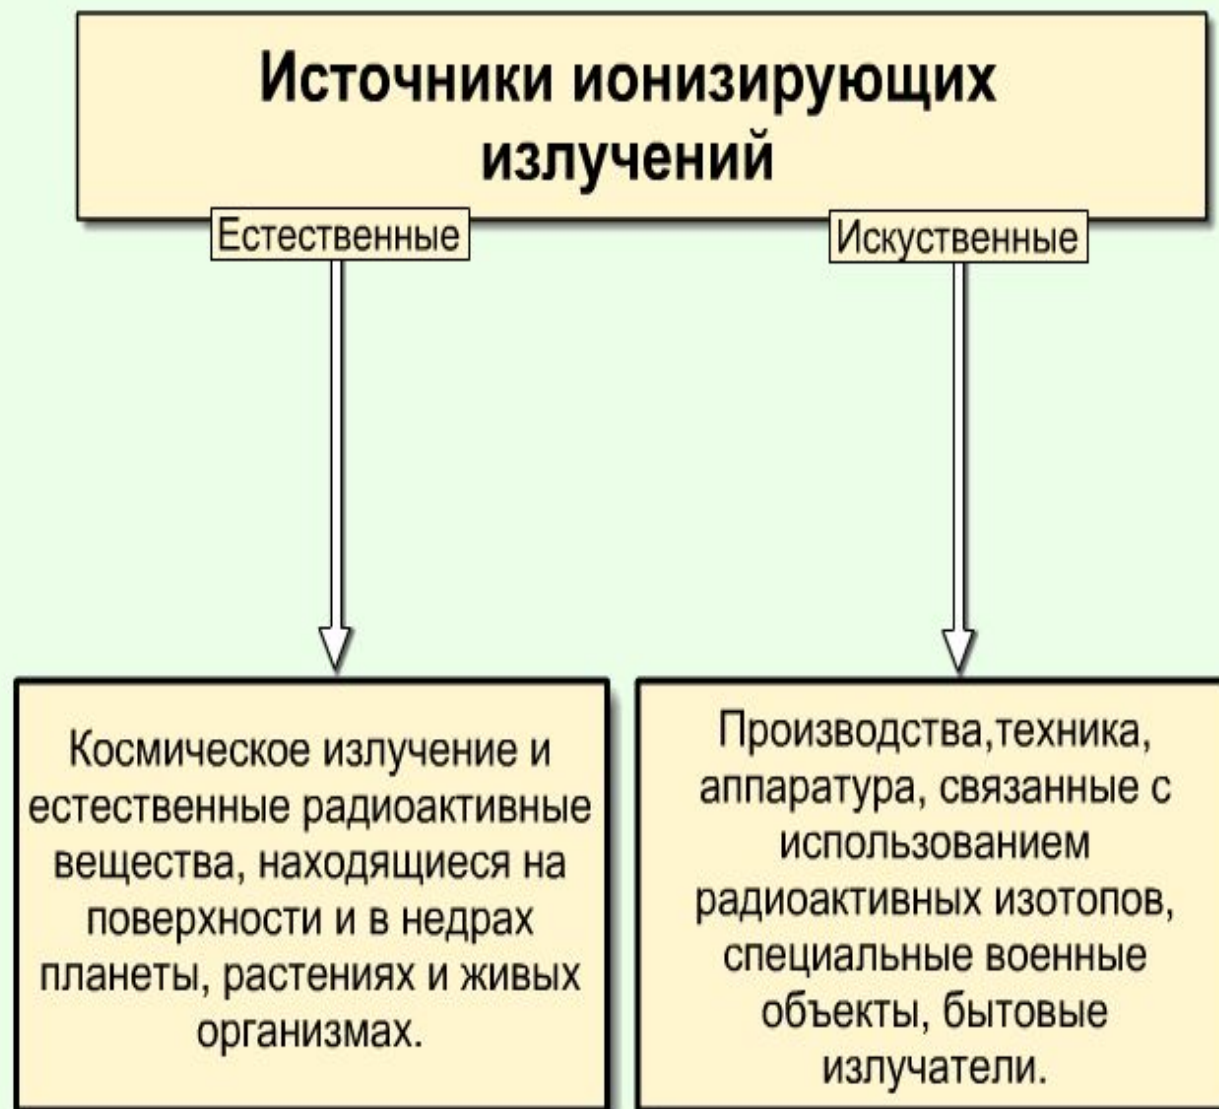 Источники ионизирующих
излучений
Естественные
Искуственные
Космическое излучение и
естественные радиоактивные
вещества, находящиеся на
поверхности и в недрах
планеты, растениях и живых
организмах.
Производства,техника,
аппаратура, связанные с
использованием
радиоактивных изотопов,
специальные военные
объекты, бытовые
излучатели.